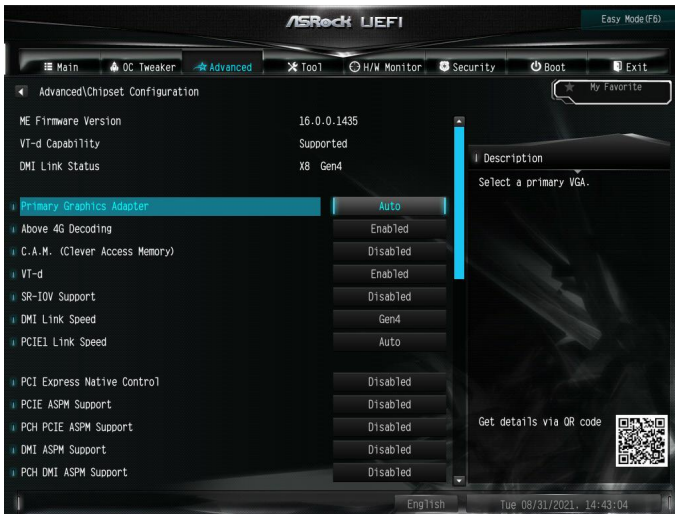 ASRock UEFI
Easy Mode(F6)
Main OC Tweaker Advanced Tool H/W Monitor Security Boot Exit
Advanced\Chipset Configuration
My Favorite
ME Firmware Version 16.0.0.1435
VT-d Capability Supported
DMI Link Status X8 Gen4
Primary Graphics Adapter Auto
Above 4G Decoding Enabled
C.A.M. (Clever Access Memory) Disabled
VT-d Enabled
SR-IOV Support Disabled
DMI Link Speed Gen4
PCIE1 Link Speed Auto
PCI Express Native Control Disabled
PCIE ASPM Support Disabled
PCH PCIE ASPM Support Disabled
DMI ASPM Support Disabled
PCH DMI ASPM Support Disabled
Description
Select a primary VGA.
Get details via QR code
English
Tue 08/31/2021. 14:43:04